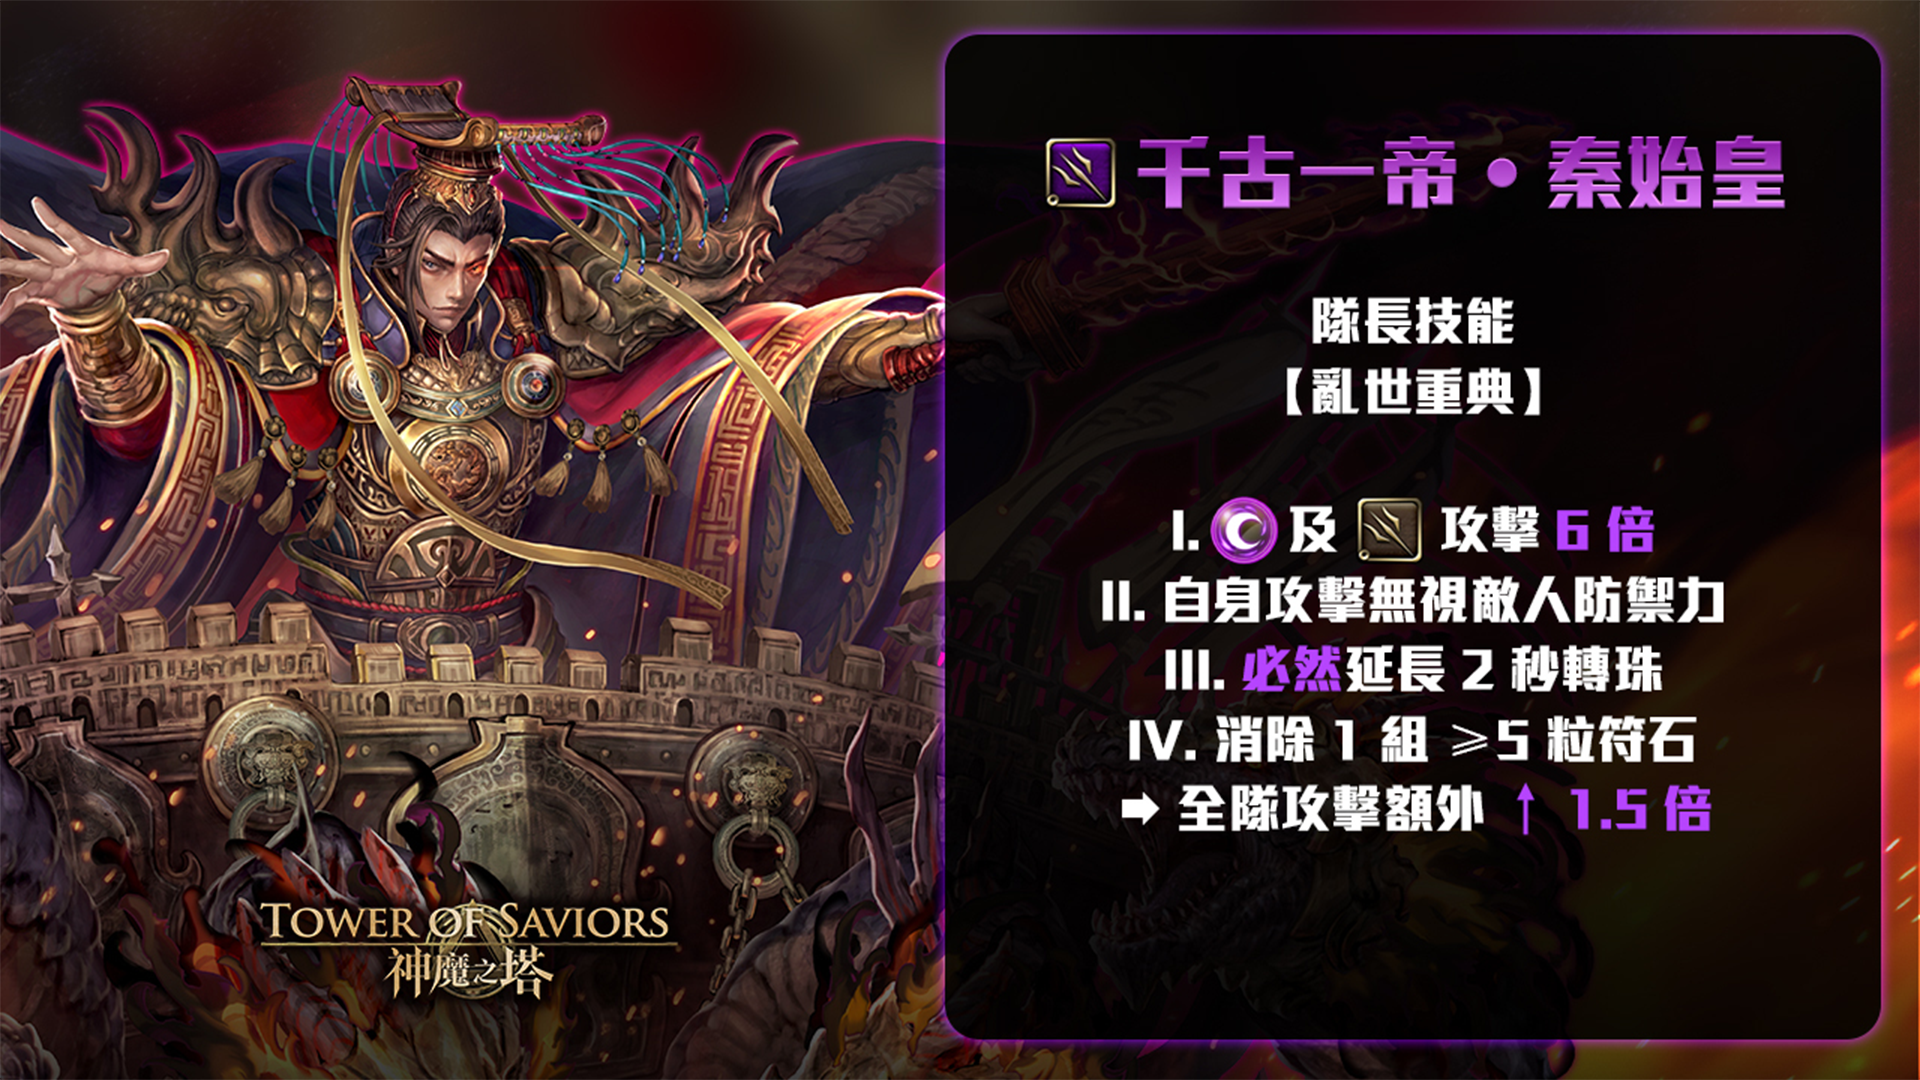 千古一帝•秦始皇
隊長技能
【亂世重典】
I. 及 攻擊 6 倍
II. 自身攻擊無視敵人防禦力
III. 必然延長 2 秒轉珠
IV. 消除 1 組 ≥5 粒符石
➡ 全隊攻擊額外 ↑ 1.5 倍
TOWER OF SAVIORS
神魔之塔